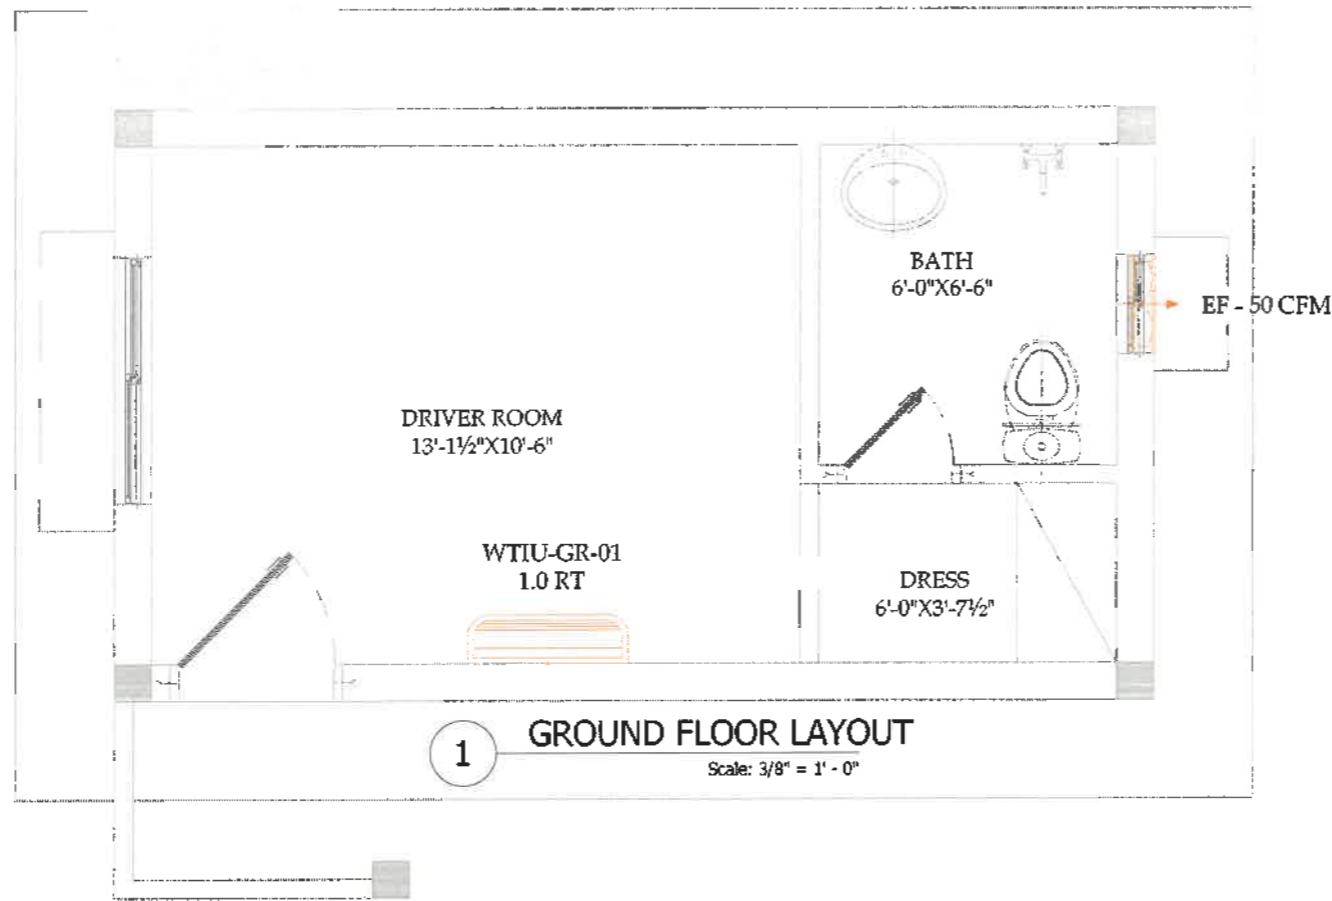 BATH
6'-0"X6'-6"
EF - 50 CFM
DRIVER ROOM
13'-1½"X10'-6"
WTIU-GR-01
1.0 RT
DRESS
6'-0"X3'-7½"
1
GROUND FLOOR LAYOUT
Scale: 3/8" = 1' - 0"